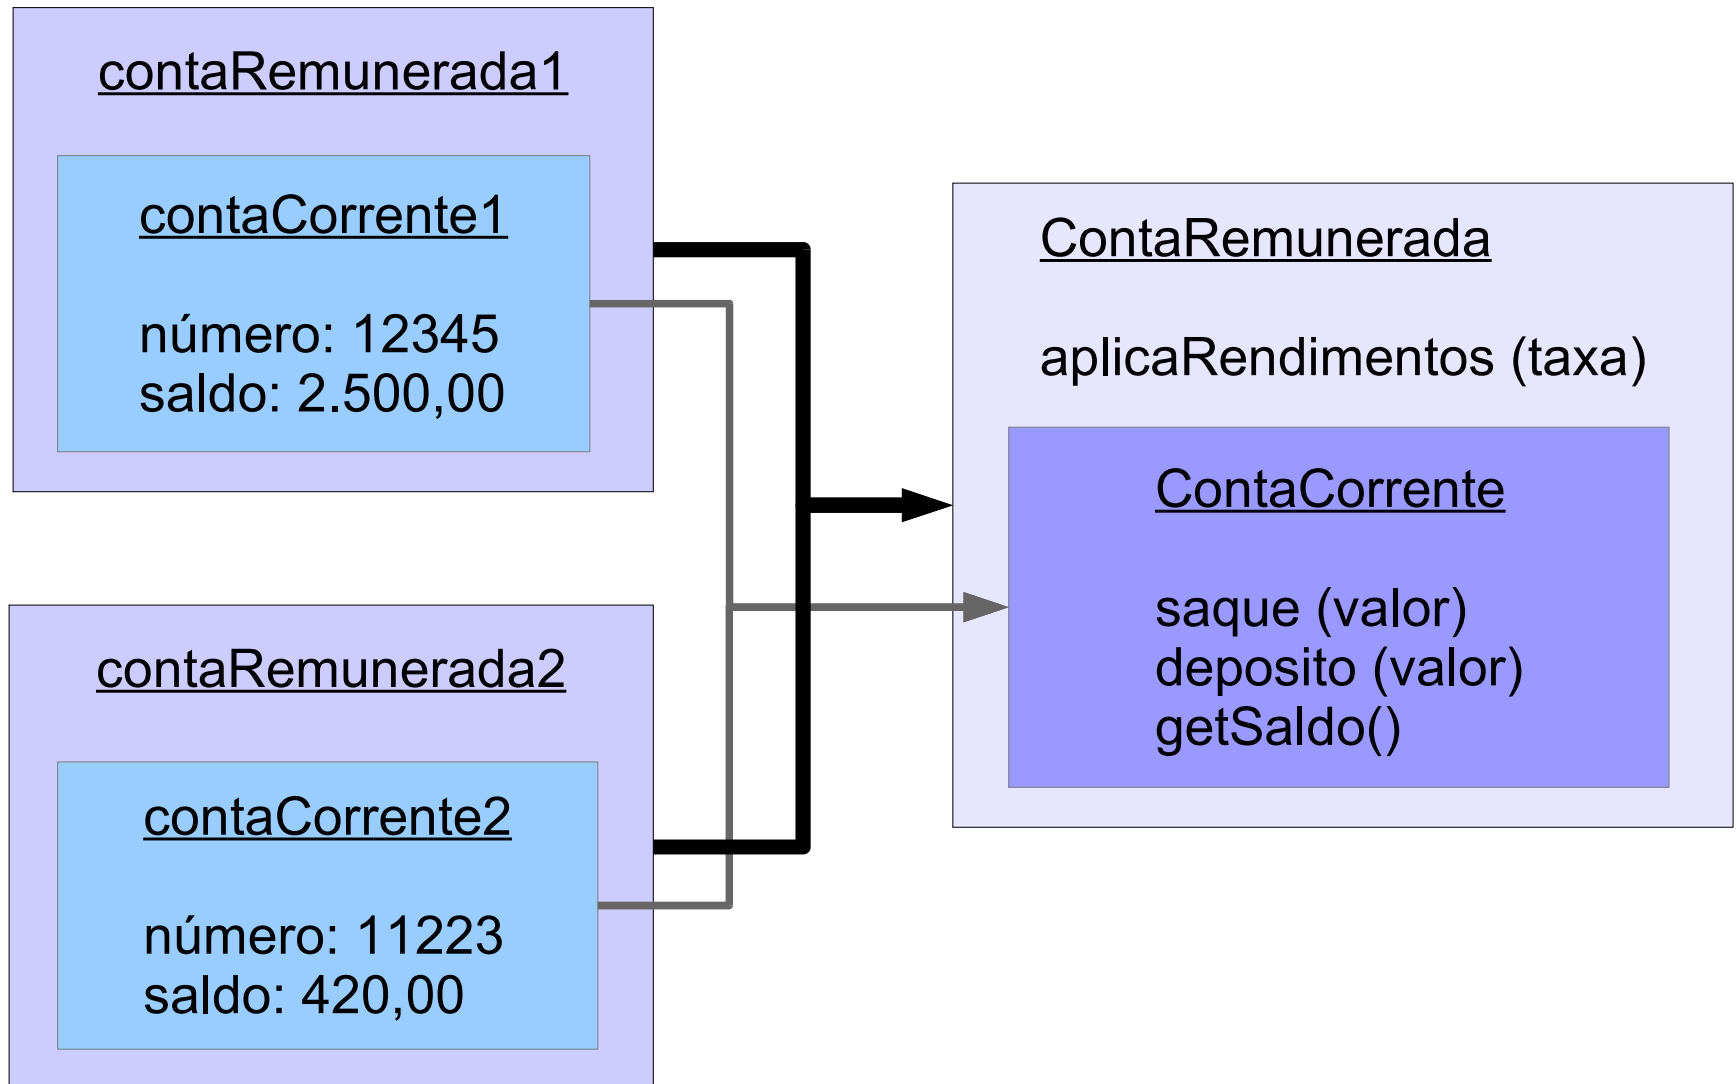 contaRemunerada1
contaCorrente1
número: 12345
saldo: 2.500,00
contaRemunerada2
contaCorrente2
número: 11223
saldo: 420,00
ContaRemunerada
aplicaRendimentos (taxa)
ContaCorrente
saque (valor)
deposito (valor)
getSaldo()